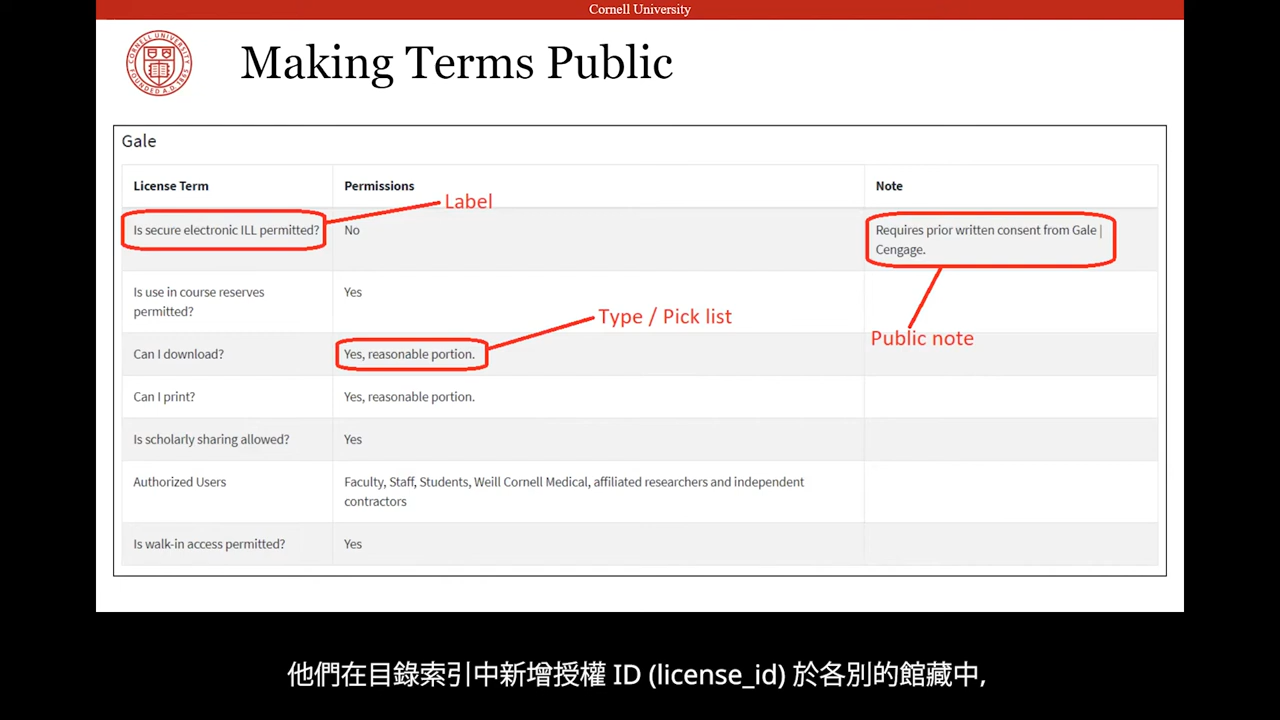 Cornell University
Making Terms Public
Gale
License Term Permissions Note
Label
Is secure electronic ILL permitted? No Requires prior written consent from Gale |
Cengage.
Is use in course reserves Yes
permitted?
Type / Pick list
Public note
Can I download? Yes, reasonable portion.
Can I print? Yes, reasonable portion.
Is scholarly sharing allowed? Yes
Authorized Users Faculty, Staff, Students, Weill Cornell Medical, affiliated researchers and independent
contractors
Is walk-in access permitted? Yes
他們在目錄索引中新增授權 ID (license_id) 於各別的館藏中,